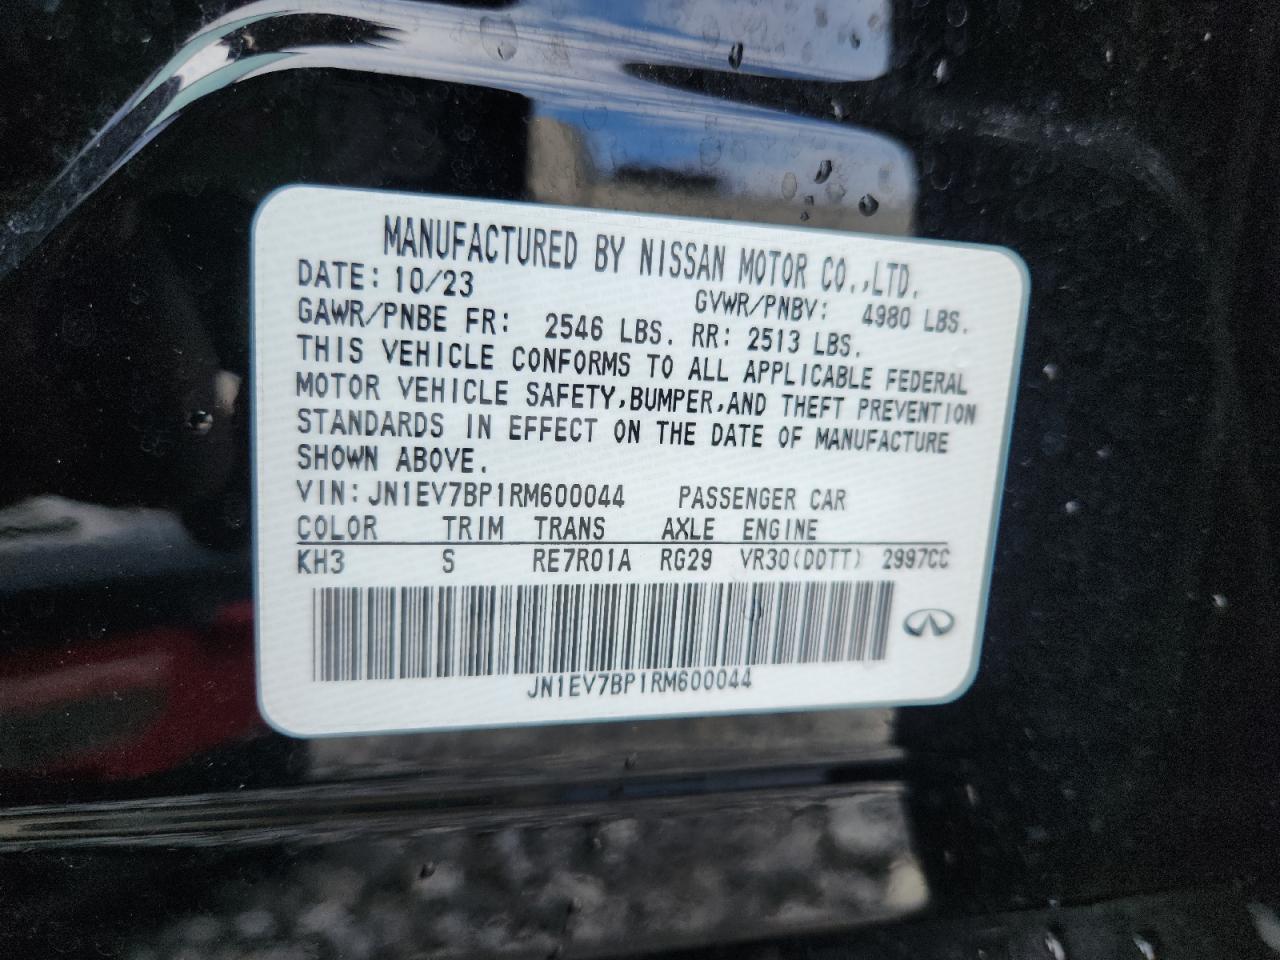 MANUFACTURED BY NISSAN MOTOR CO.,LTD.
DATE: 10/23 GVWR/PNBV: 4980 LBS.
GAWR/PNBE FR: 2546 LBS. RR: 2513 LBS.
THIS VEHICLE CONFORMS TO ALL APPLICABLE FEDERAL
MOTOR VEHICLE SAFETY,BUMPER,AND THEFT PREVENTION
STANDARDS IN EFFECT ON THE DATE OF MANUFACTURE
SHOWN ABOVE.
VIN: JN1EV7BP1RM600044 PASSENGER CAR
COLOR TRIM TRANS AXLE ENGINE
KH3 S RE7R01A RG29 VR30(DDTT) 2997CC
JN1EV7BP1RM600044